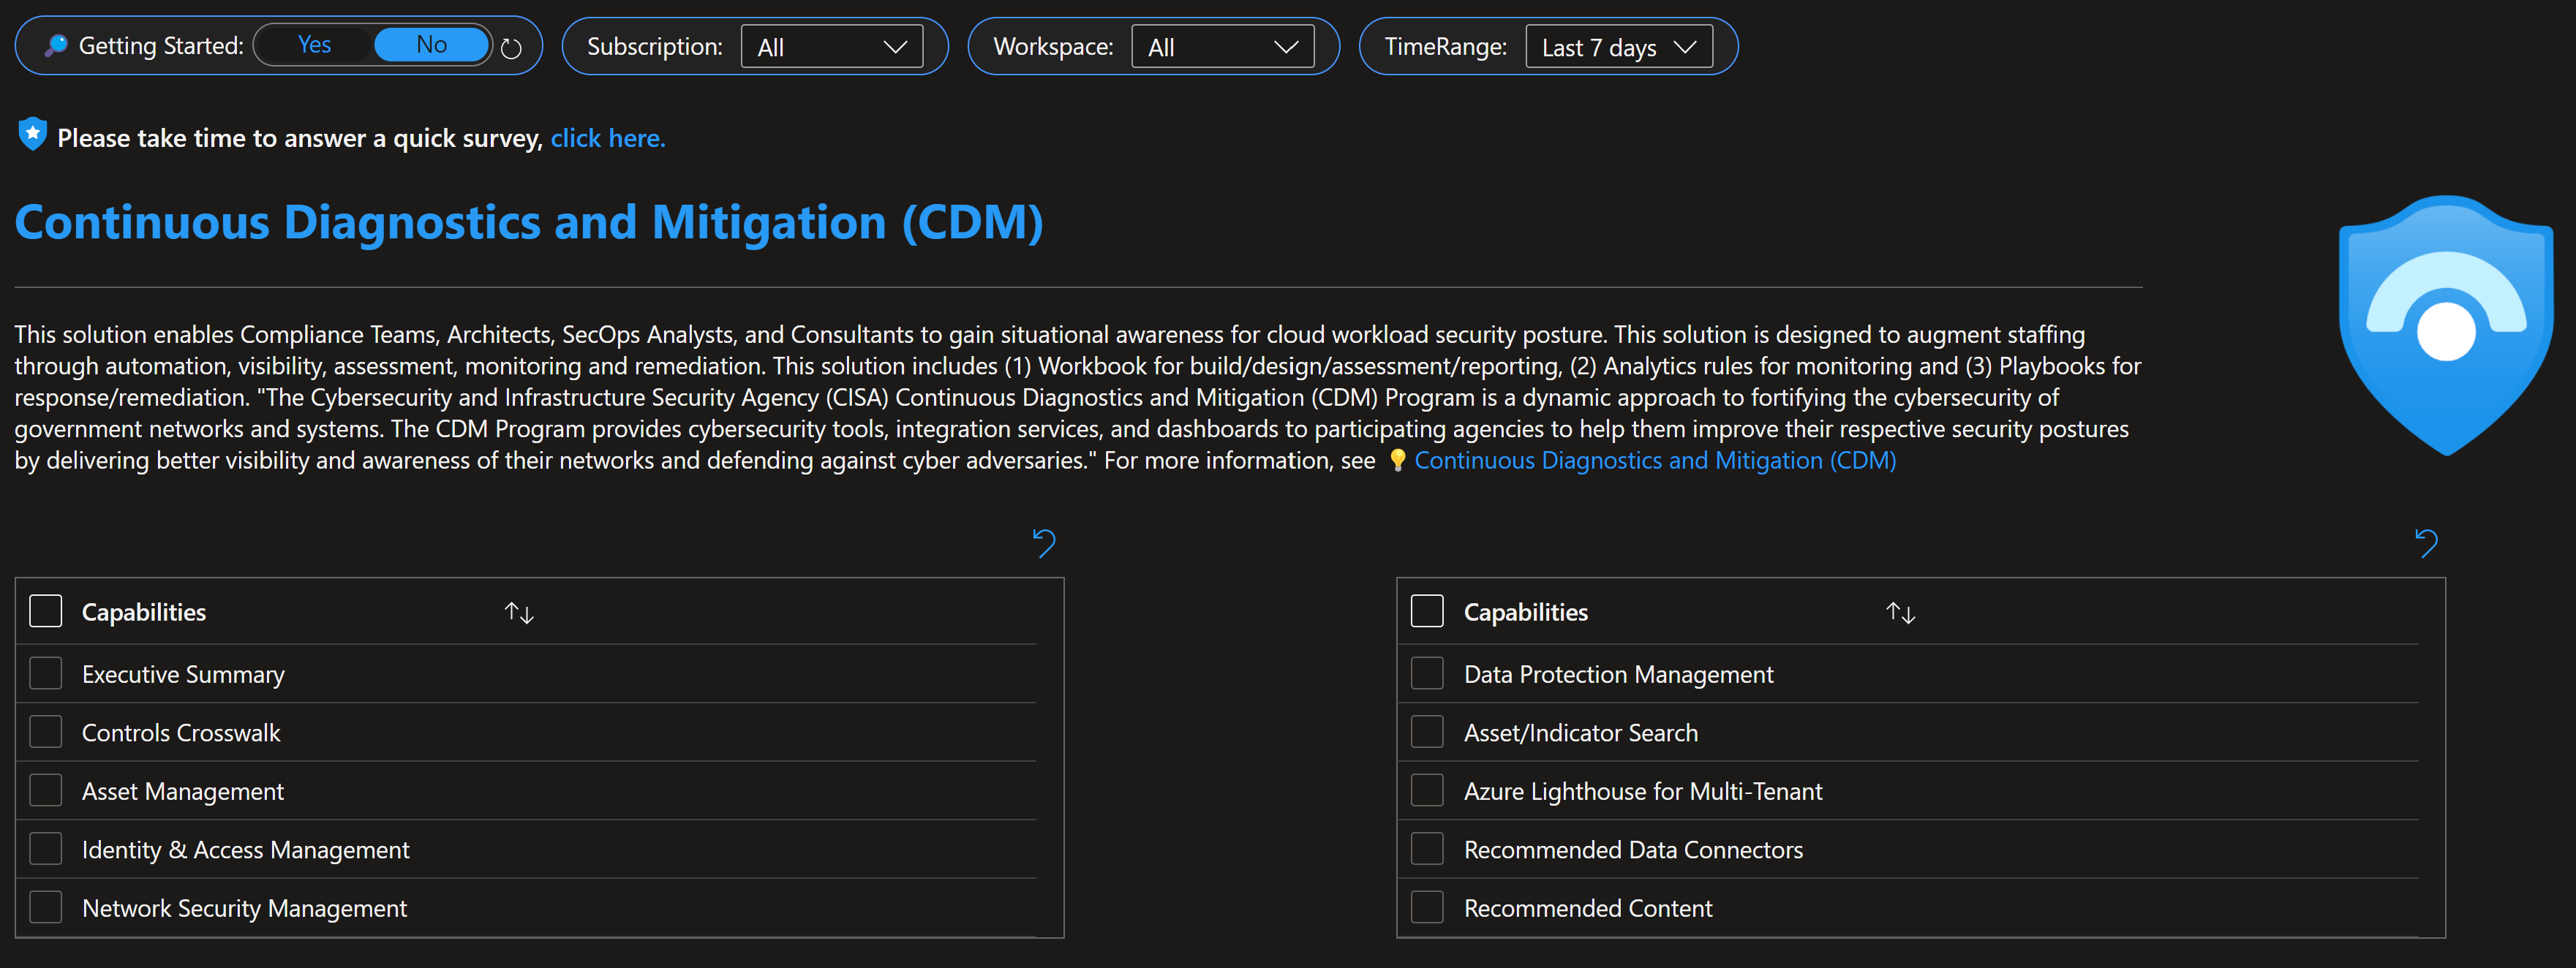 Getting Started: Yes No
Subscription: All
Workspace: All
TimeRange: Last 7 days
Please take time to answer a quick survey, click here.
Continuous Diagnostics and Mitigation (CDM)
This solution enables Compliance Teams, Architects, SecOps Analysts, and Consultants to gain situational awareness for cloud workload security posture. This solution is designed to augment staffing
through automation, visibility, assessment, monitoring and remediation. This solution includes (1) Workbook for build/design/assessment/reporting, (2) Analytics rules for monitoring and (3) Playbooks for
response/remediation. "The Cybersecurity and Infrastructure Security Agency (CISA) Continuous Diagnostics and Mitigation (CDM) Program is a dynamic approach to fortifying the cybersecurity of
government networks and systems. The CDM Program provides cybersecurity tools, integration services, and dashboards to participating agencies to help them improve their respective security postures
by delivering better visibility and awareness of their networks and defending against cyber adversaries." For more information, see 💡 Continuous Diagnostics and Mitigation (CDM)
Capabilities
Executive Summary
Controls Crosswalk
Asset Management
Identity & Access Management
Network Security Management
Capabilities
Data Protection Management
Asset/Indicator Search
Azure Lighthouse for Multi-Tenant
Recommended Data Connectors
Recommended Content